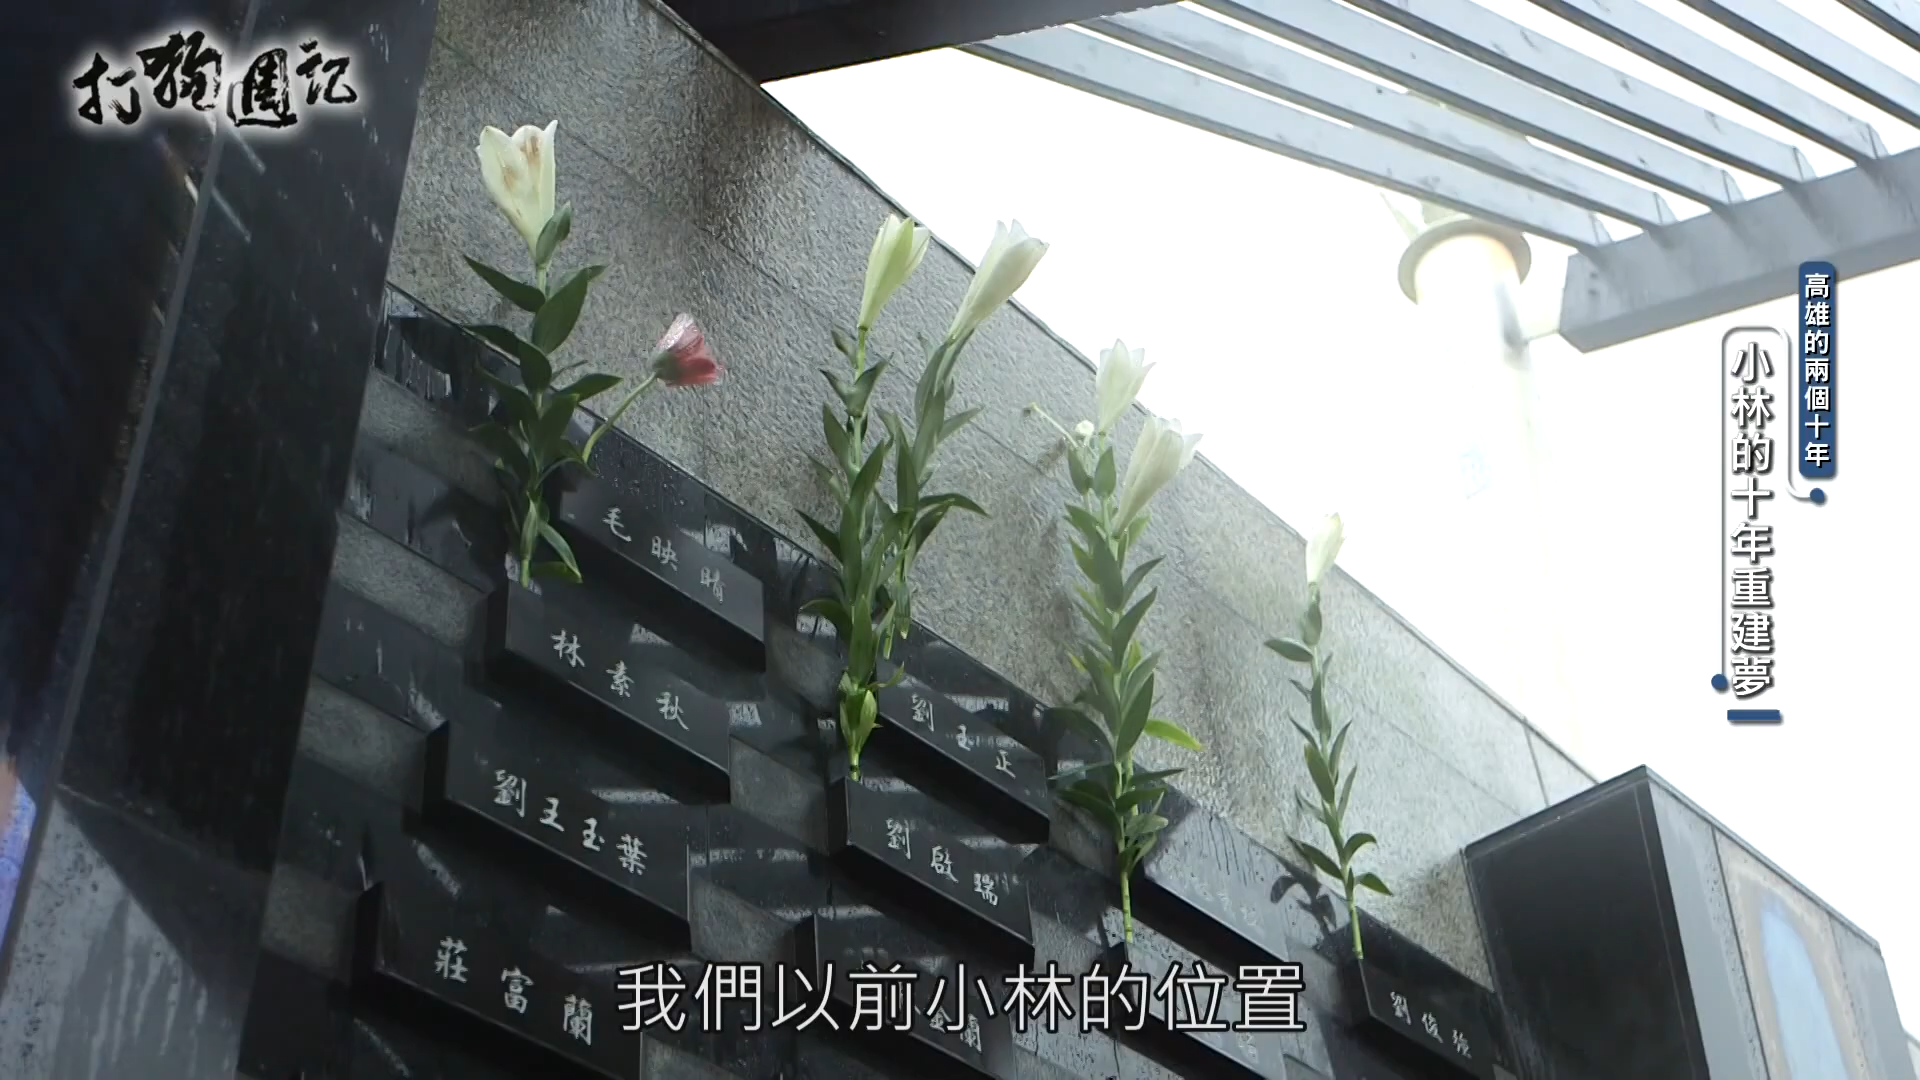 打狗週記
高雄的兩個十年
小林的十年重建夢
毛映晴
林素秋
劉王玉葉
莊富蘭
劉玉正
劉啟瑞
劉俊
我們以前小林的位置